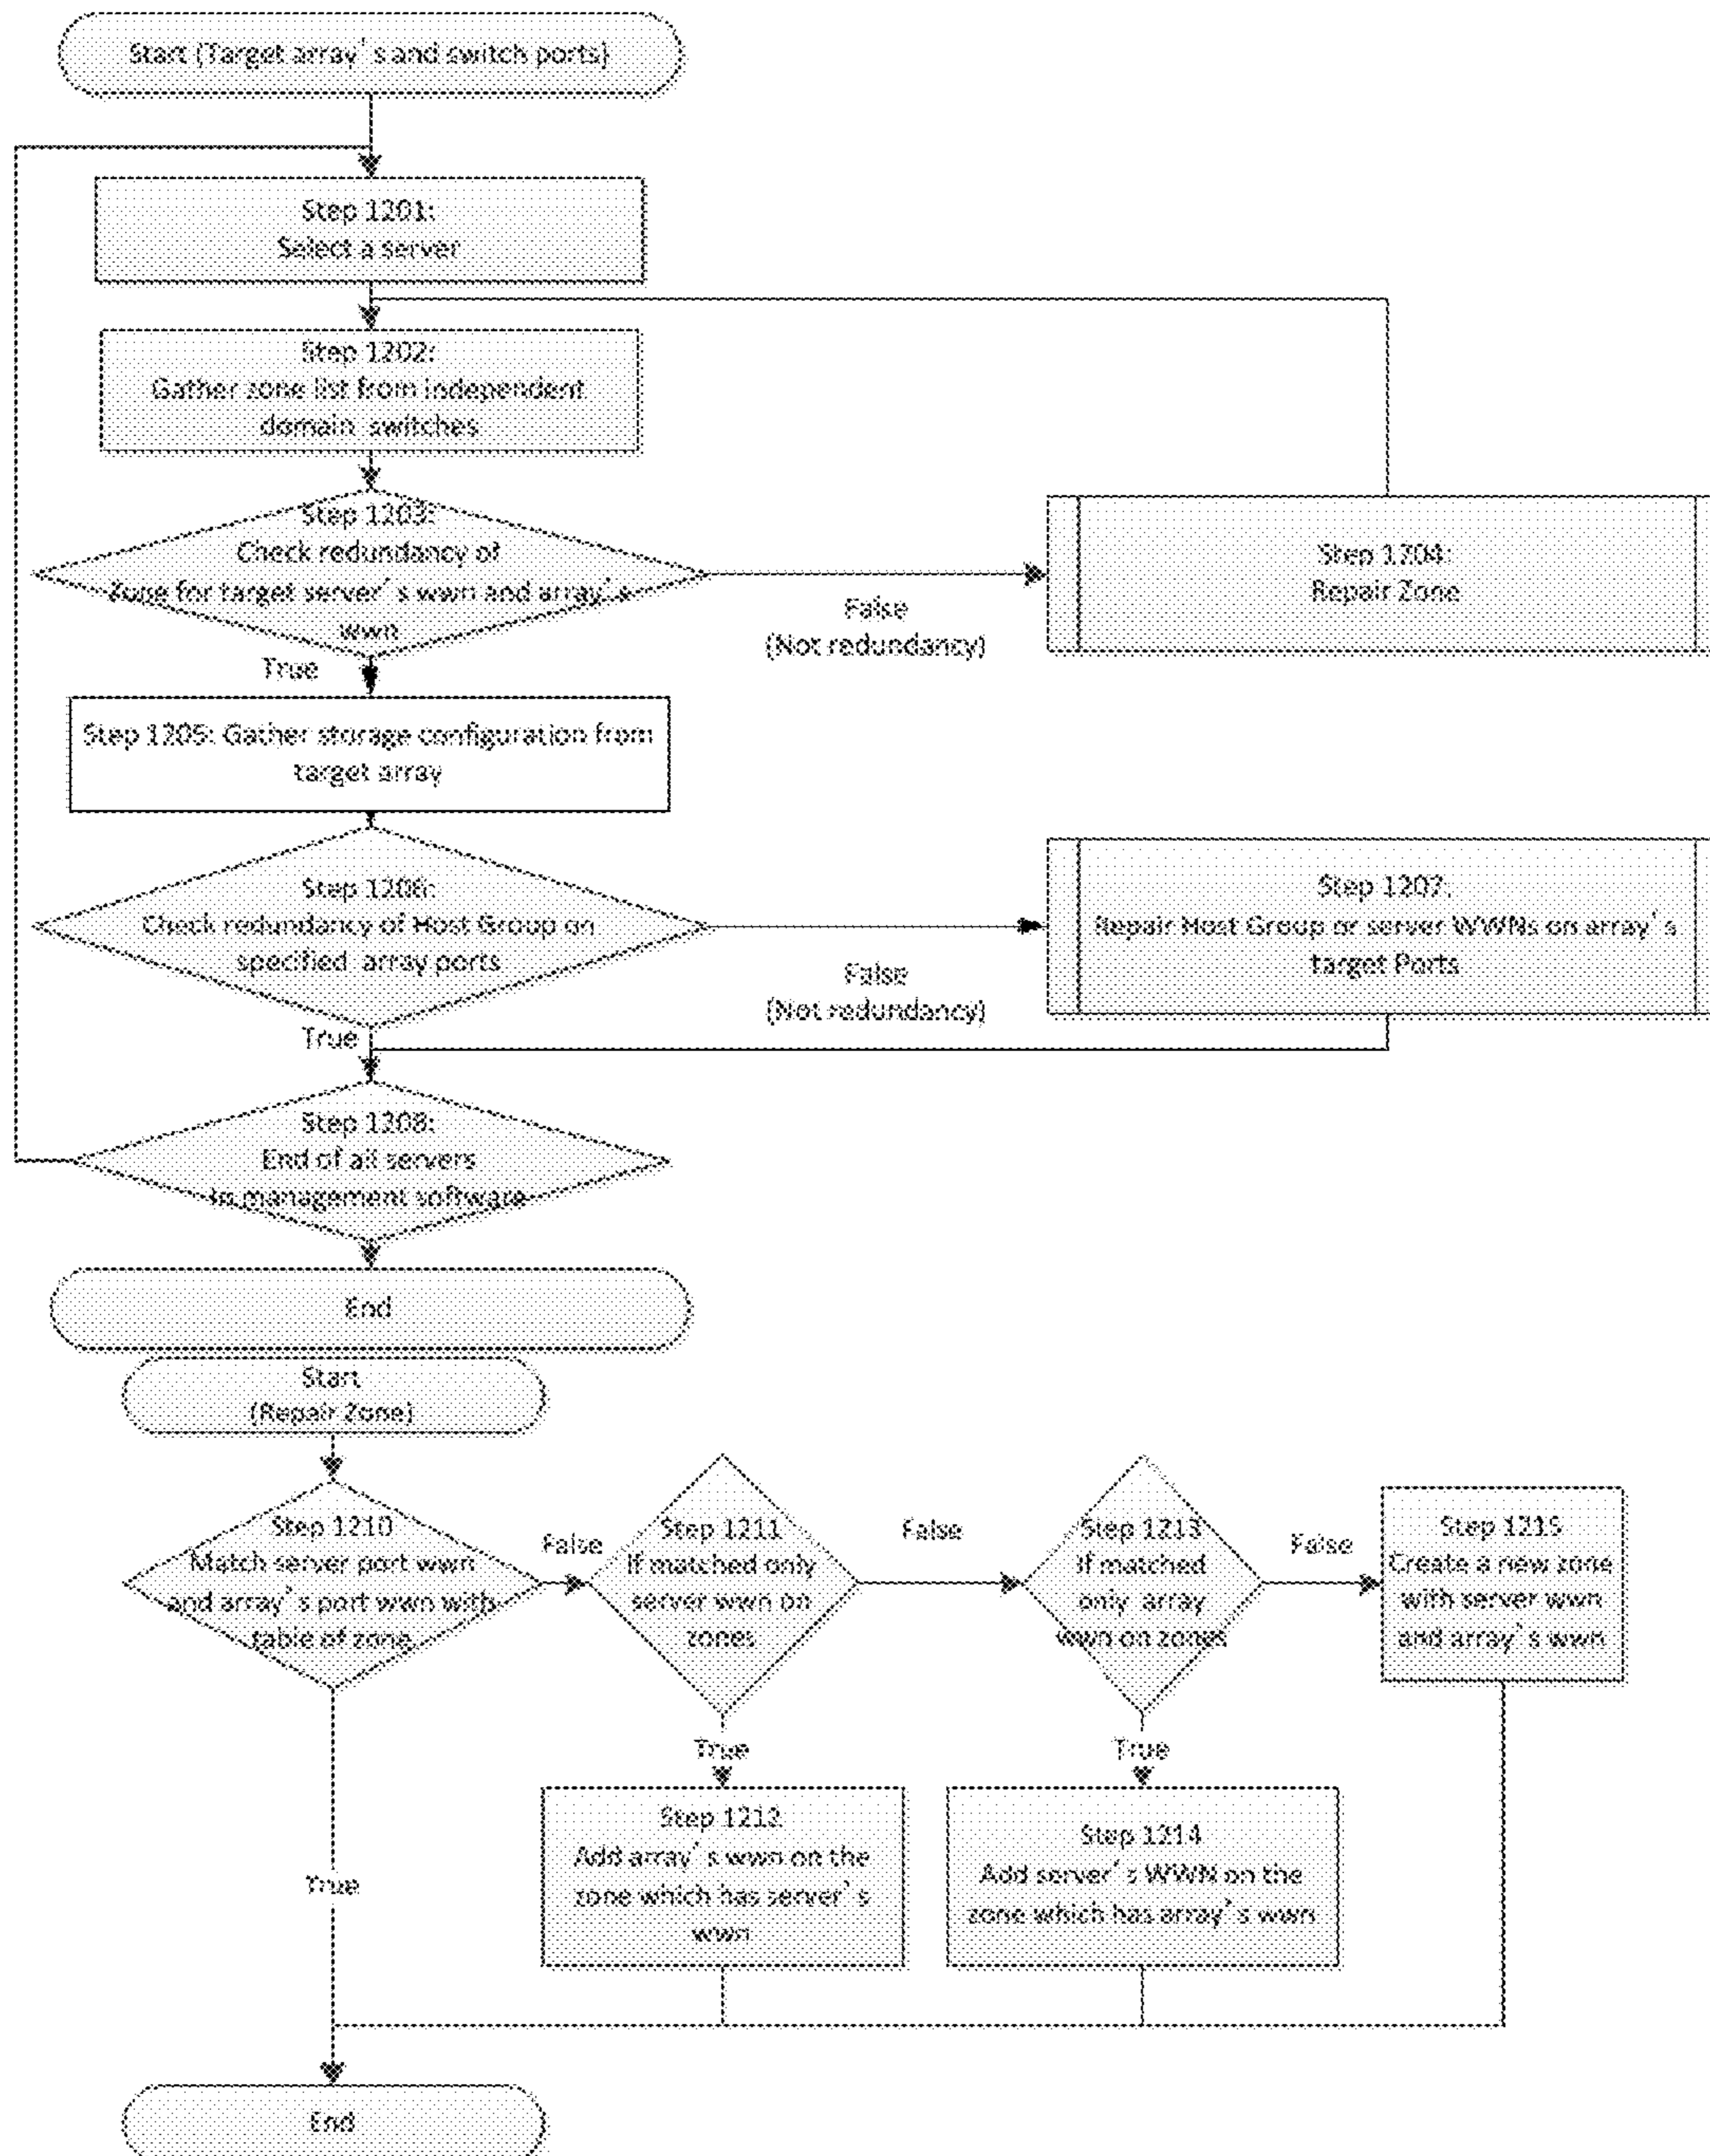 Start (Target array's and switch ports)
Step 1201:
Select a server
Step 1202:
Gather zone list from independent
domain switches
Step 1203:
Check redundancy of
Zone for target server's wwn and array's
wwn
False
(Not redundancy)
Step 1204:
Repair Zone
True
Step 1205: Gather storage configuration from
target array
Step 1206:
Check redundancy of Host Group on
specified array ports
False
(Not redundancy)
Step 1207:
Repair Host Group or server WWNs on array's
target Ports
True
Step 1208:
End of all servers
in management software
End
Start
(Repair Zone)
Step 1210
Match server port wwn
and array's port wwn with
table of zone
False
Step 1211
If matched only
server wwn on
zones
False
Step 1213
If matched
only array
wwn on zones
False
Step 1215
Create a new zone
with server wwn
and array's wwn
True
True
True
Step 1212
Add array's wwn on the
zone which has server's
wwn
Step 1214
Add server's WWN on the
zone which has array's wwn
End